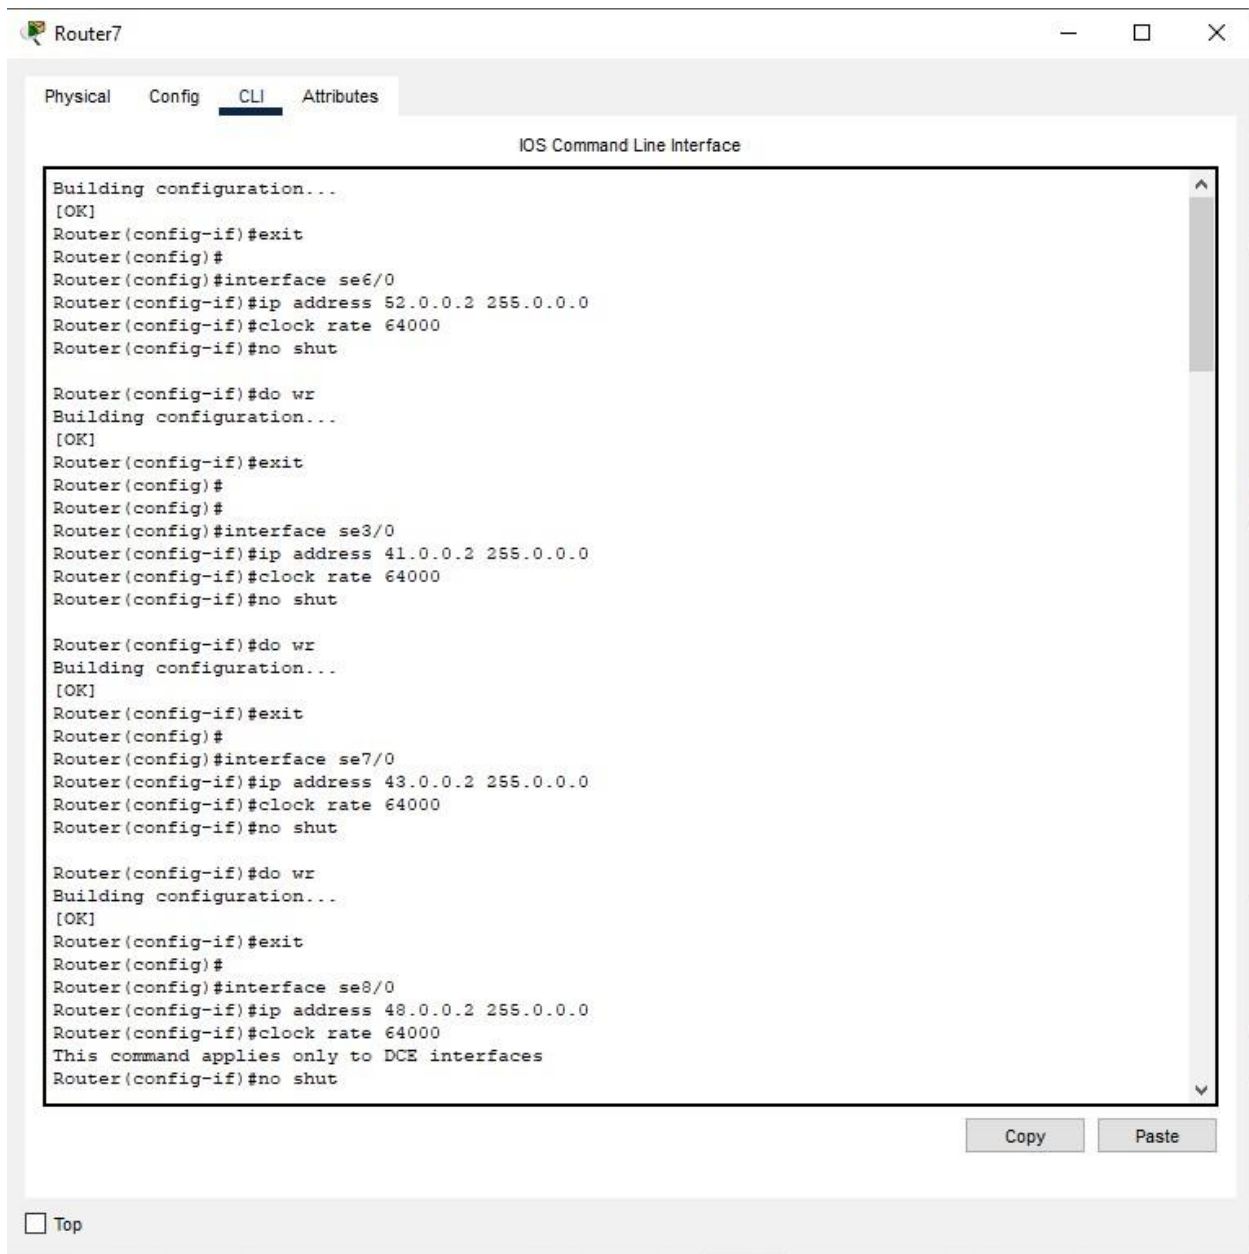 Router7
Physical Config CLI Attributes
IOS Command Line Interface
Building configuration...
[OK]
Router(config-if)#exit
Router(config)#
Router(config)#interface se6/0
Router(config-if)#ip address 52.0.0.2 255.0.0.0
Router(config-if)#clock rate 64000
Router(config-if)#no shut
Router(config-if)#do wr
Building configuration...
[OK]
Router(config-if)#exit
Router(config)#
Router(config)#
Router(config)#interface se3/0
Router(config-if)#ip address 41.0.0.2 255.0.0.0
Router(config-if)#clock rate 64000
Router(config-if)#no shut
Router(config-if)#do wr
Building configuration...
[OK]
Router(config-if)#exit
Router(config)#
Router(config)#interface se7/0
Router(config-if)#ip address 43.0.0.2 255.0.0.0
Router(config-if)#clock rate 64000
Router(config-if)#no shut
Router(config-if)#do wr
Building configuration...
[OK]
Router(config-if)#exit
Router(config)#
Router(config)#interface se8/0
Router(config-if)#ip address 48.0.0.2 255.0.0.0
Router(config-if)#clock rate 64000
This command applies only to DCE interfaces
Router(config-if)#no shut
Copy Paste
Top